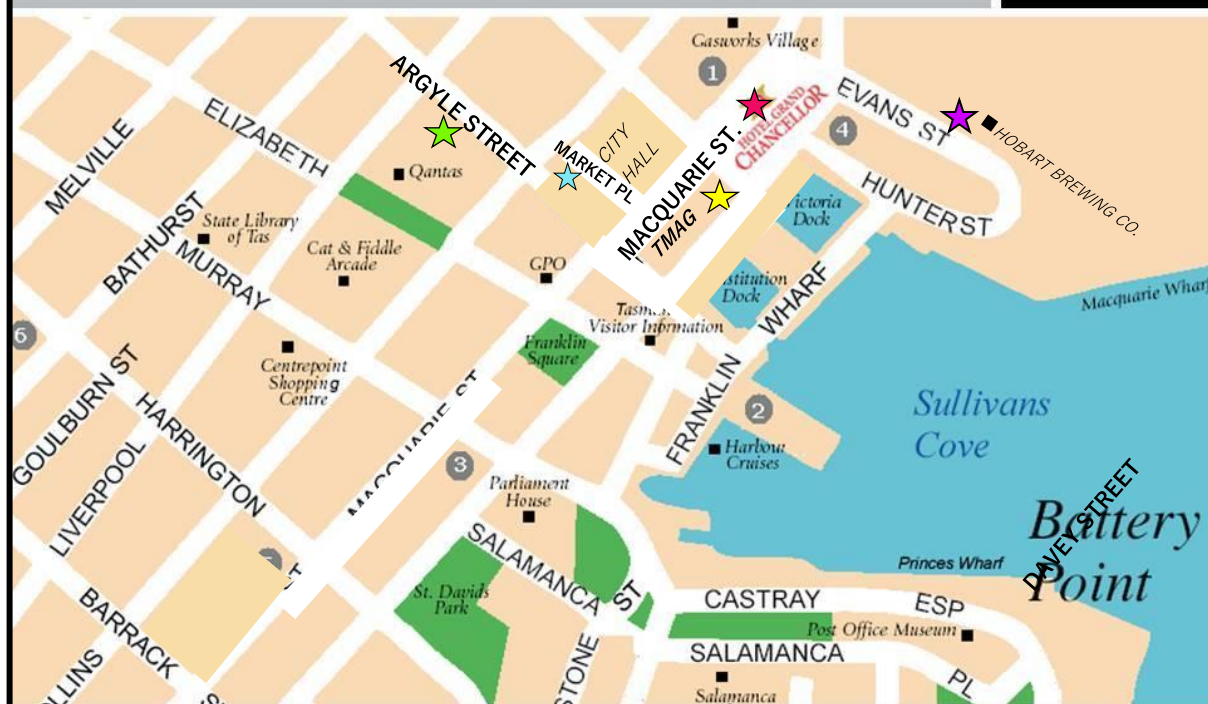 Gasworks Village
1
ARGYLE STREET
EVANS ST
HOTEL GRAND
CHANCELLOR
4
ELIZABETH
MELVILLE
CITY
HALL
MARKET PL
MACQUARIE ST.
HOBART BREWING CO.
Qantas
HUNTER ST
Victoria
Dock
BATHURST
State Library
of Tas
TMAG
MURRAY
Cat & Fiddle
Arcade
GPO
Dock
WHARF
Macquarie Wharf
Visitor Information
6
Franklin
Square
Centrepoint
Shopping
Centre
GOULBURN ST
HARRINGTON
MACQUARIE ST
FRANKLIN
2
Sullivans
Cove
Harbour
Cruises
LIVERPOOL
3
Parliament
House
DAVEY STREET
Battery
Point
SALAMANCA
Princes Wharf
St. Davids
Park
ST
CASTRAY
ESP
BARRACK
Post Office Museum
SALAMANCA
PL
Salamanca